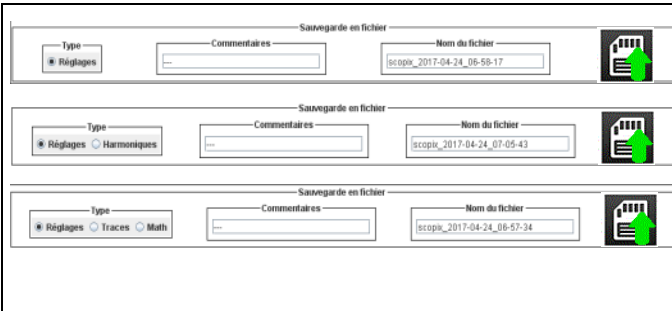 Sauvegarde en fichier
Type
Commentaires
Nom du fichier
Réglages
---
scopix_2017-04-24_06-58-17
Sauvegarde en fichier
Type
Commentaires
Nom du fichier
Réglages Harmoniques
---
scopix_2017-04-24_07-05-43
Sauvegarde en fichier
Type
Commentaires
Nom du fichier
Réglages Traces Math
---
scopix_2017-04-24_06-57-34